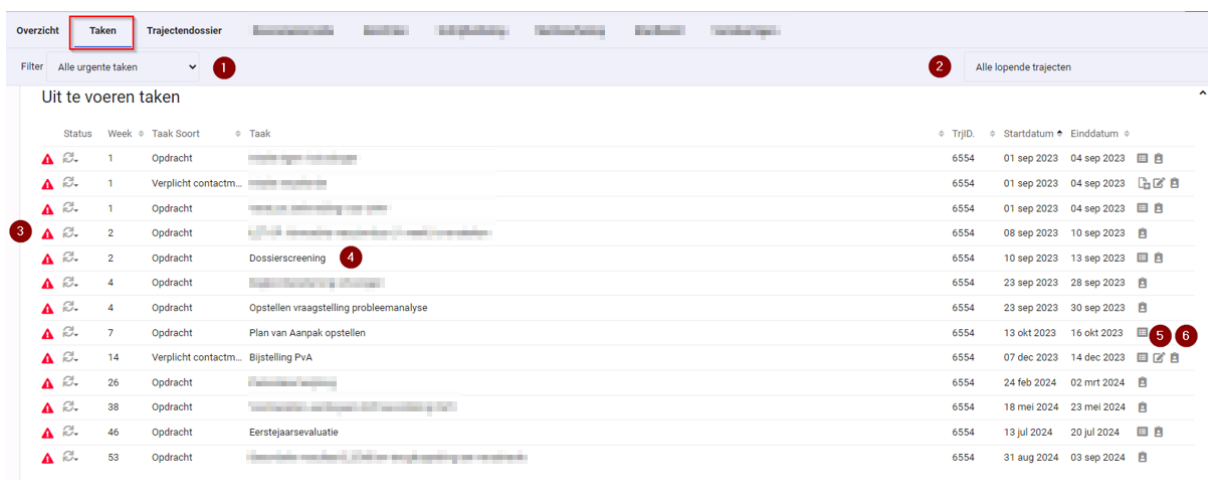 Overzicht Taken Trajectendossier
Filter Alle urgente taken 1 2 Alle lopende trajecten
Uit te voeren taken
Status Week Taak Soort Taak TrjID. Startdatum Einddatum
1 Opdracht 6554 01 sep 2023 04 sep 2023
1 Verplicht contactm... 6554 01 sep 2023 04 sep 2023
1 Opdracht 6554 01 sep 2023 04 sep 2023
3 2 Opdracht 6554 08 sep 2023 10 sep 2023
2 Opdracht Dossierscreening 4 6554 10 sep 2023 13 sep 2023
4 Opdracht 6554 23 sep 2023 28 sep 2023
4 Opdracht Opstellen vraagstelling probleemanalyse 6554 23 sep 2023 30 sep 2023
7 Opdracht Plan van Aanpak opstellen 6554 13 okt 2023 16 okt 2023 5 6
14 Verplicht contactm... Bijstelling PvA 6554 07 dec 2023 14 dec 2023
26 Opdracht 6554 24 feb 2024 02 mrt 2024
38 Opdracht 6554 18 mei 2024 23 mei 2024
46 Opdracht Eerstejaarsevaluatie 6554 13 jul 2024 20 jul 2024
53 Opdracht 6554 31 aug 2024 03 sep 2024